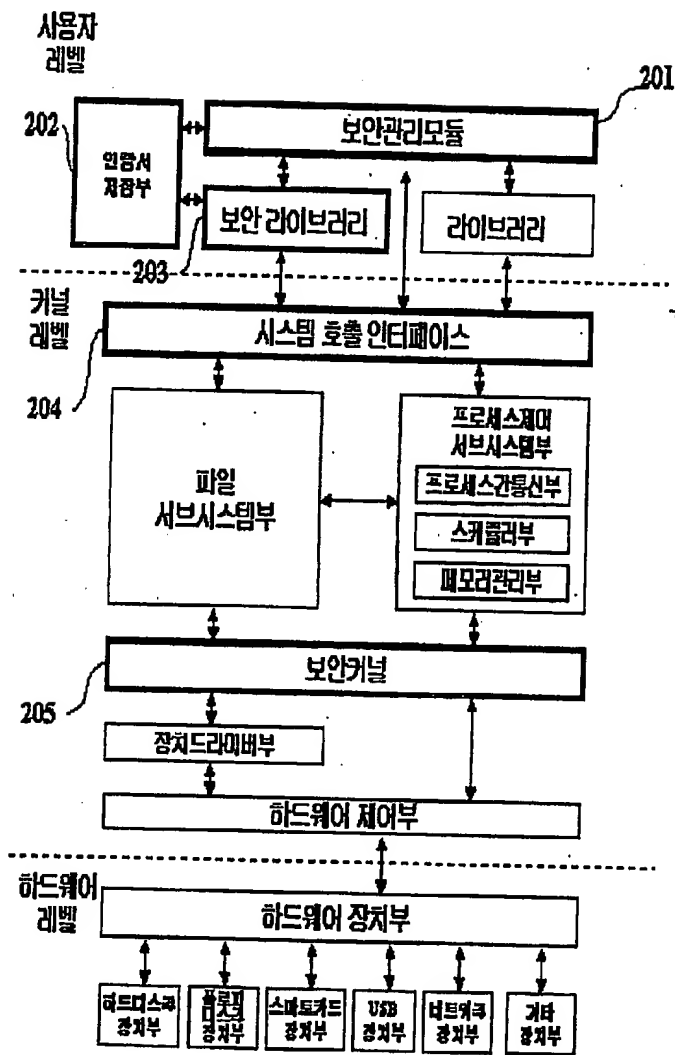 사용자
레벨
201
202
보안관리모듈
인증서
저장부
보안 라이브러리
라이브러리
203
커널
레벨
시스템 호출 인터페이스
204
파일
서브시스템부
프로세스제어
서브시스템부
프로세스간통신부
스케쥴러부
메모리관리부
보안커널
205
장치드라이버부
하드웨어 제어부
하드웨어
레벨
하드웨어 장치부
하드디스크
장치부
플로피
디스크
장치부
스마트카드
장치부
USB
장치부
네트워크
장치부
기타
장치부